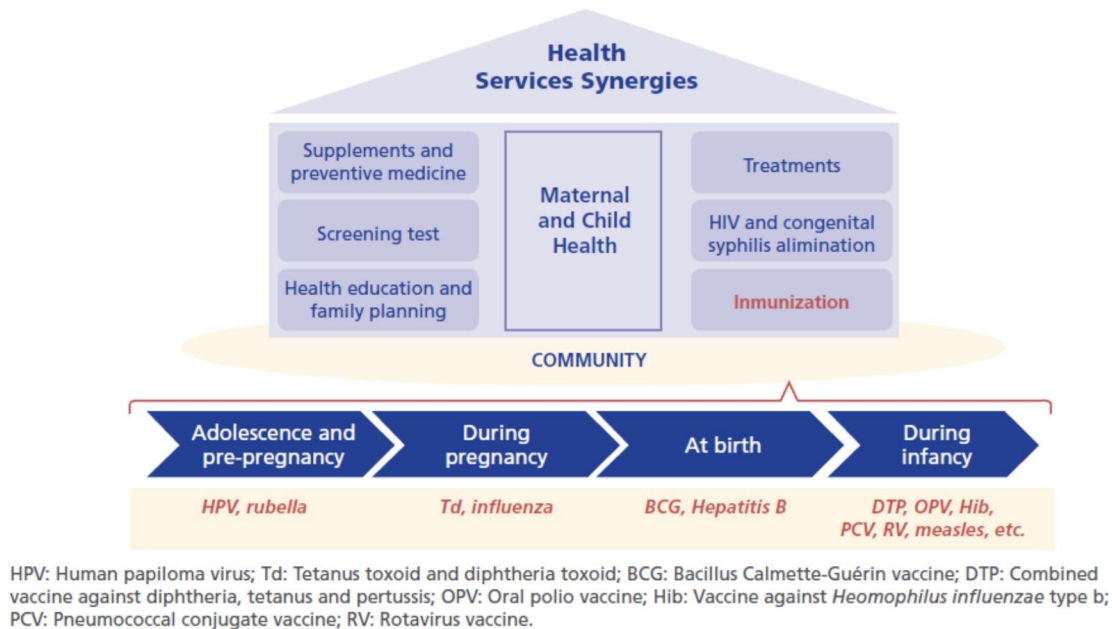 Health
Services Synergies
Supplements and
preventive medicine
Screening test
Health education and
family planning
Maternal
and Child
Health
Treatments
HIV and congenital
syphilis alimination
Inmunization
COMMUNITY
Adolescence and
pre-pregnancy
During
pregnancy
At birth
During
infancy
HPV, rubella
Td, influenza
BCG, Hepatitis B
DTP, OPV, Hib,
PCV, RV, measles, etc.
HPV: Human papiloma virus; Td: Tetanus toxoid and diphtheria toxoid; BCG: Bacillus Calmette-Guérin vaccine; DTP: Combined
vaccine against diphtheria, tetanus and pertussis; OPV: Oral polio vaccine; Hib: Vaccine against Heomophilus influenzae type b;
PCV: Pneumococcal conjugate vaccine; RV: Rotavirus vaccine.